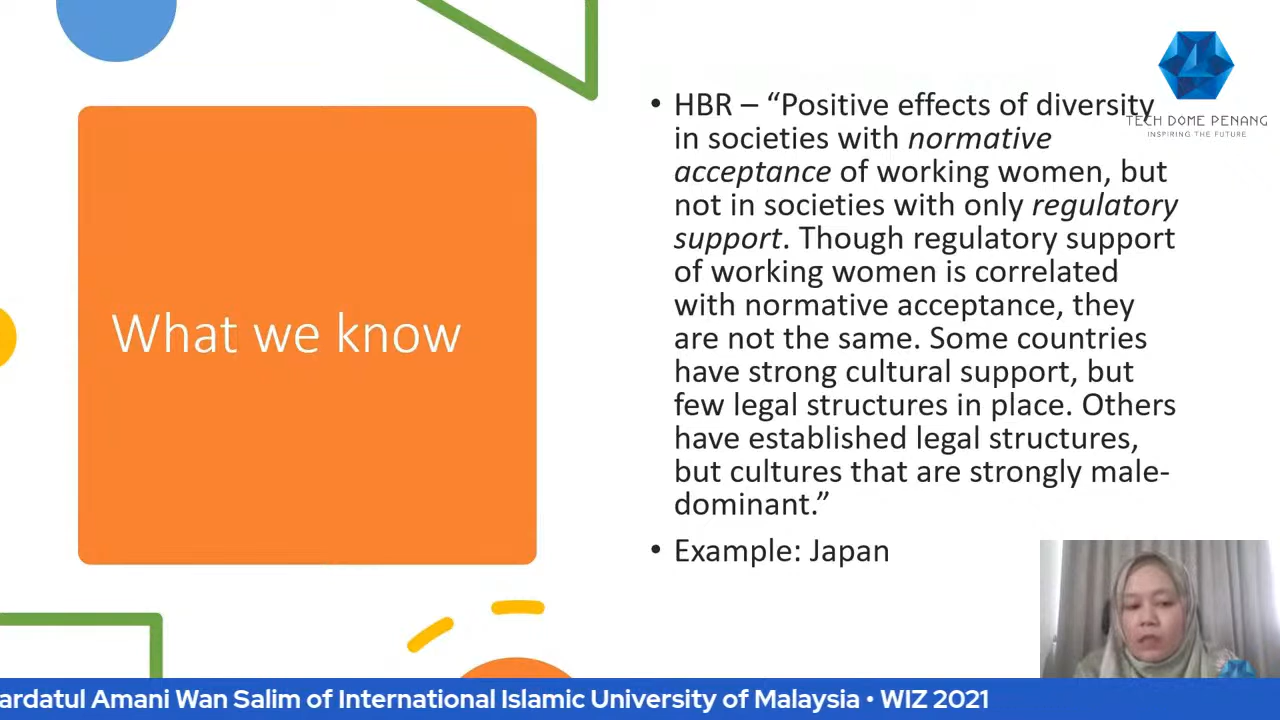 What we know
• HBR – “Positive effects of diversity
in societies with normative
acceptance of working women, but
not in societies with only regulatory
support. Though regulatory support
of working women is correlated
with normative acceptance, they
are not the same. Some countries
have strong cultural support, but
few legal structures in place. Others
have established legal structures,
but cultures that are strongly male-
dominant.”
• Example: Japan
TECH DOME PENANG
INSPIRING THE FUTURE
ardatul Amani Wan Salim of International Islamic University of Malaysia • WIZ 2021